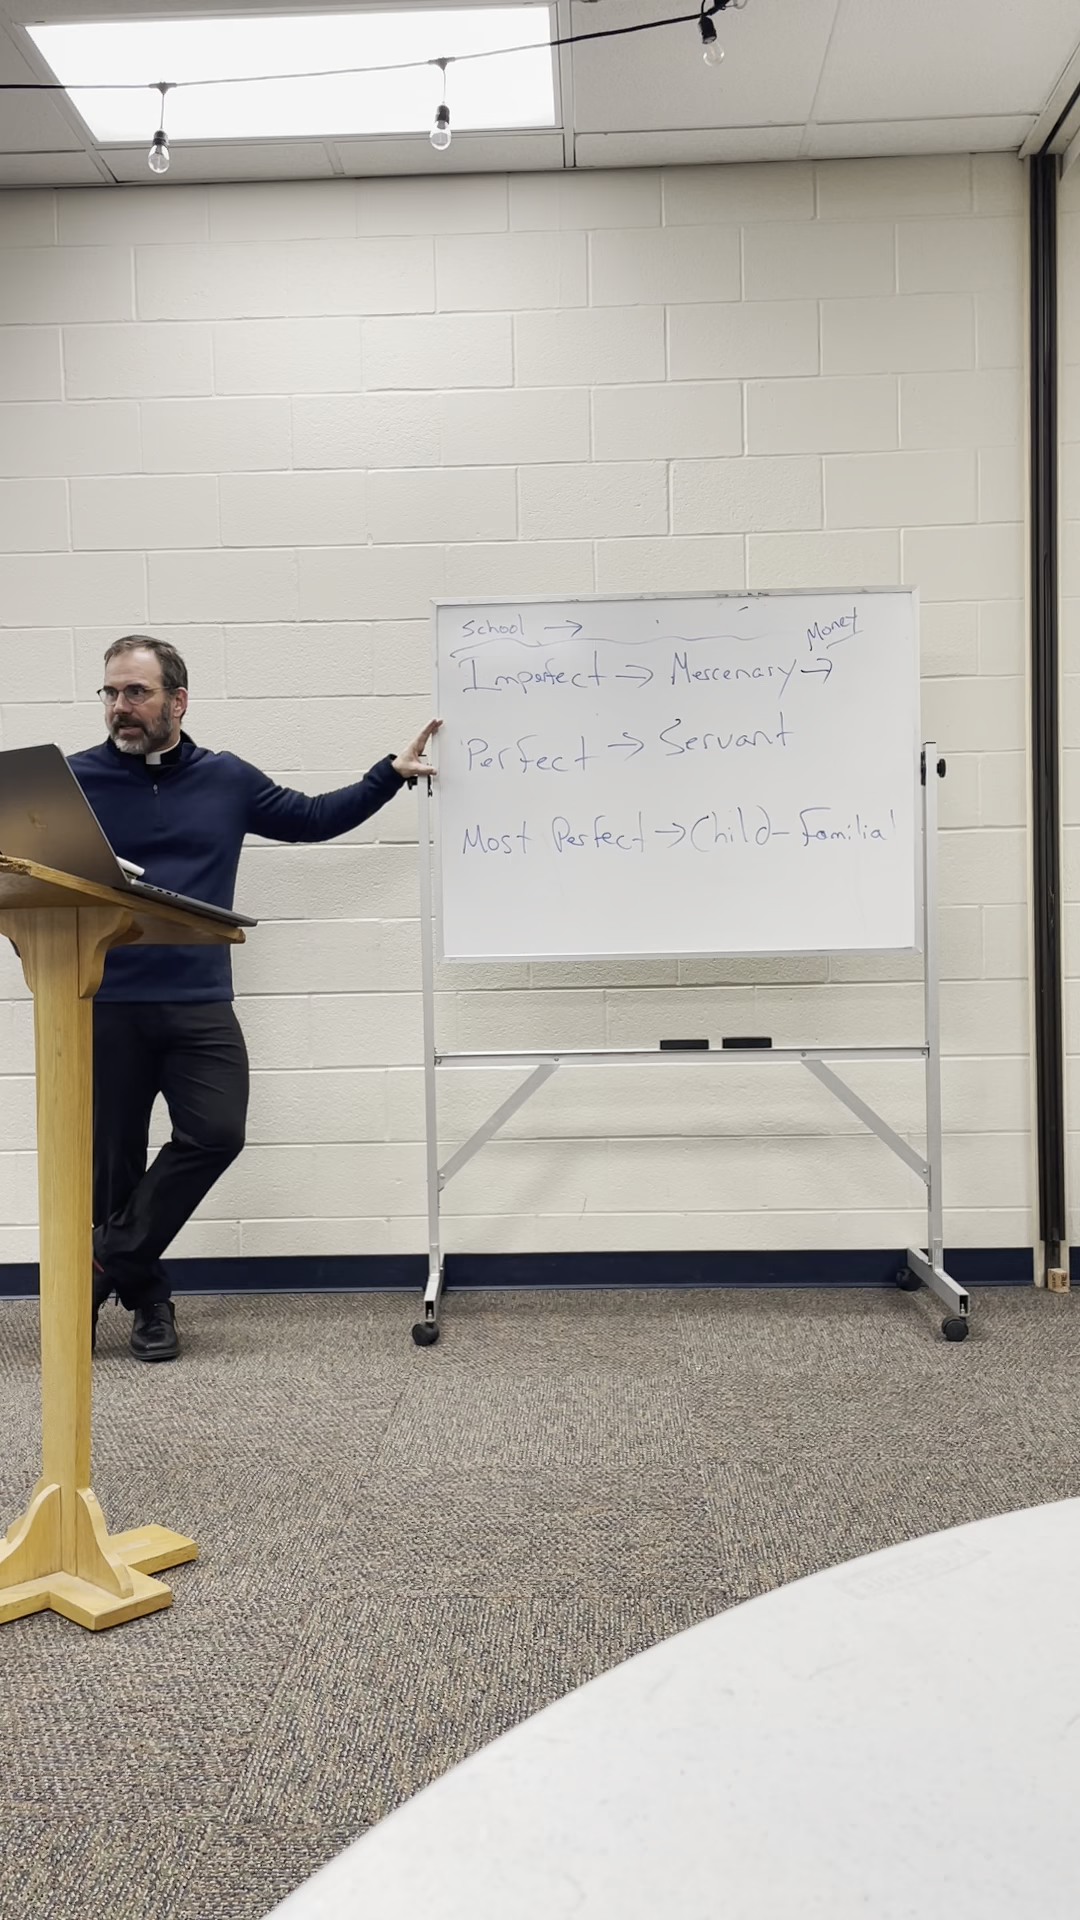 School →
Money
Imperfect → Mercenary →
Perfect → Servant
Most Perfect → Child - Familial